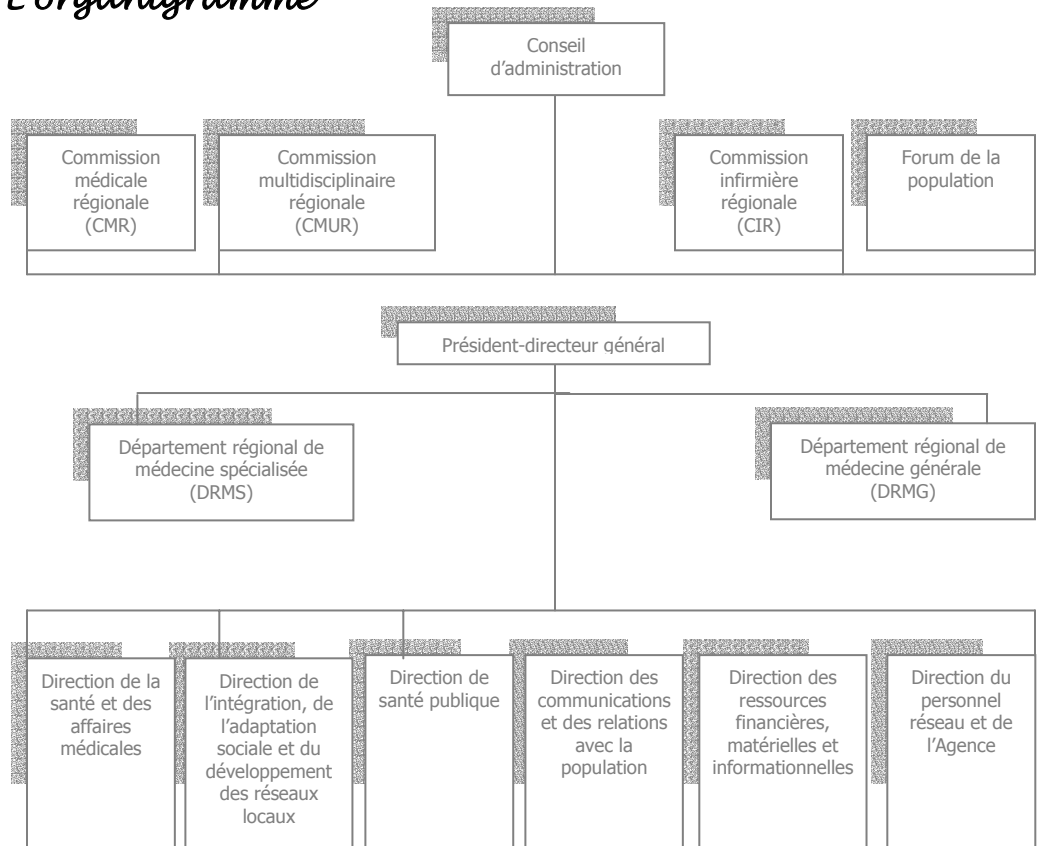 L'organigramme
Conseil
d'administration
Commission
médicale
régionale
(CMR)
Commission
multidisciplinaire
régionale
(CMUR)
Commission
infirmière
régionale
(CIR)
Forum de la
population
Président-directeur général
Département régional de
médecine spécialisée
(DRMS)
Département régional de
médecine générale
(DRMG)
Direction de la
santé et des
affaires
médicales
Direction de
l'intégration, de
l'adaptation
sociale et du
développement
des réseaux
locaux
Direction de
santé publique
Direction des
communications
et des relations
avec la
population
Direction des
ressources
financières,
matérielles et
informationnelles
Direction du
personnel
réseau et de
l'Agence